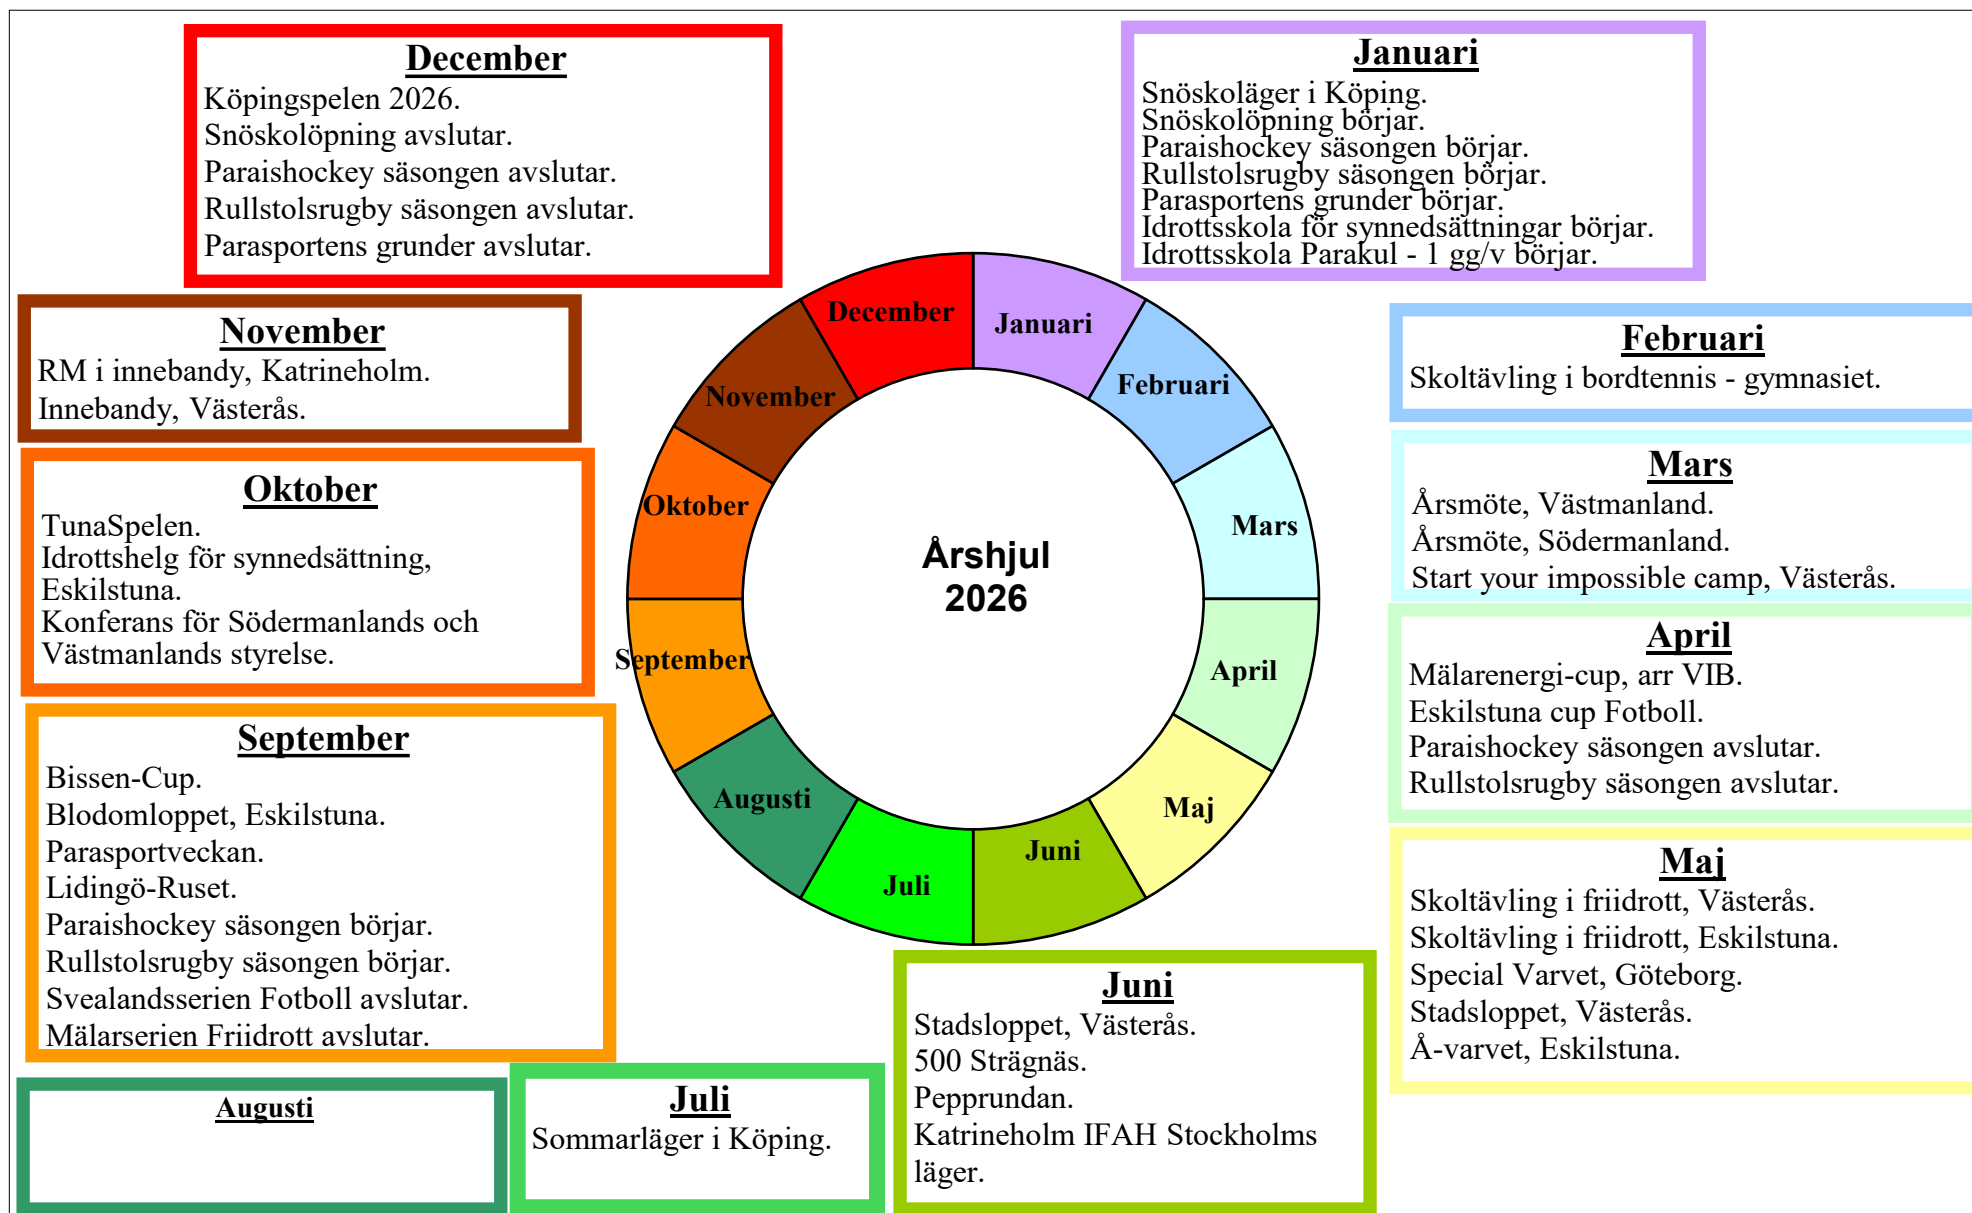 December
Köpingspelen 2026.
Snöskolöpning avslutar.
Paraishockey säsongen avslutar.
Rullstolsrugby säsongen avslutar.
Parasportens grunder avslutar.
Januari
Snöskoläger i Köping.
Snöskolöpning börjar.
Paraishockey säsongen börjar.
Rullstolsrugby säsongen börjar.
Parasportens grunder börjar.
Idrottsskola för synnedsättningar börjar.
Idrottsskola Parakul - 1 gg/v börjar.
November
RM i innebandy, Katrineholm.
Innebandy, Västerås.
Februari
Skoltävling i bordtennis - gymnasiet.
Oktober
TunaSpelen.
Idrottshelg för synnedsättning,
Eskilstuna.
Konferans för Södermanlands och
Västmanlands styrelse.
Mars
Årsmöte, Västmanland.
Årsmöte, Södermanland.
Start your impossible camp, Västerås.
December
Januari
Februari
Mars
April
Maj
Juni
Juli
Augusti
September
Oktober
November
Årshjul
2026
April
Mälarenergi-cup, arr VIB.
Eskilstuna cup Fotboll.
Paraishockey säsongen avslutar.
Rullstolsrugby säsongen avslutar.
September
Bissen-Cup.
Blodomloppet, Eskilstuna.
Parasportveckan.
Lidingö-Ruset.
Paraishockey säsongen börjar.
Rullstolsrugby säsongen börjar.
Svealandsserien Fotboll avslutar.
Mälarserien Friidrott avslutar.
Maj
Skoltävling i friidrott, Västerås.
Skoltävling i friidrott, Eskilstuna.
Special Varvet, Göteborg.
Stadsloppet, Västerås.
Å-varvet, Eskilstuna.
Augusti
Juli
Sommarläger i Köping.
Juni
Stadsloppet, Västerås.
500 Strägnäs.
Pepprundan.
Katrineholm IFAH Stockholms
läger.